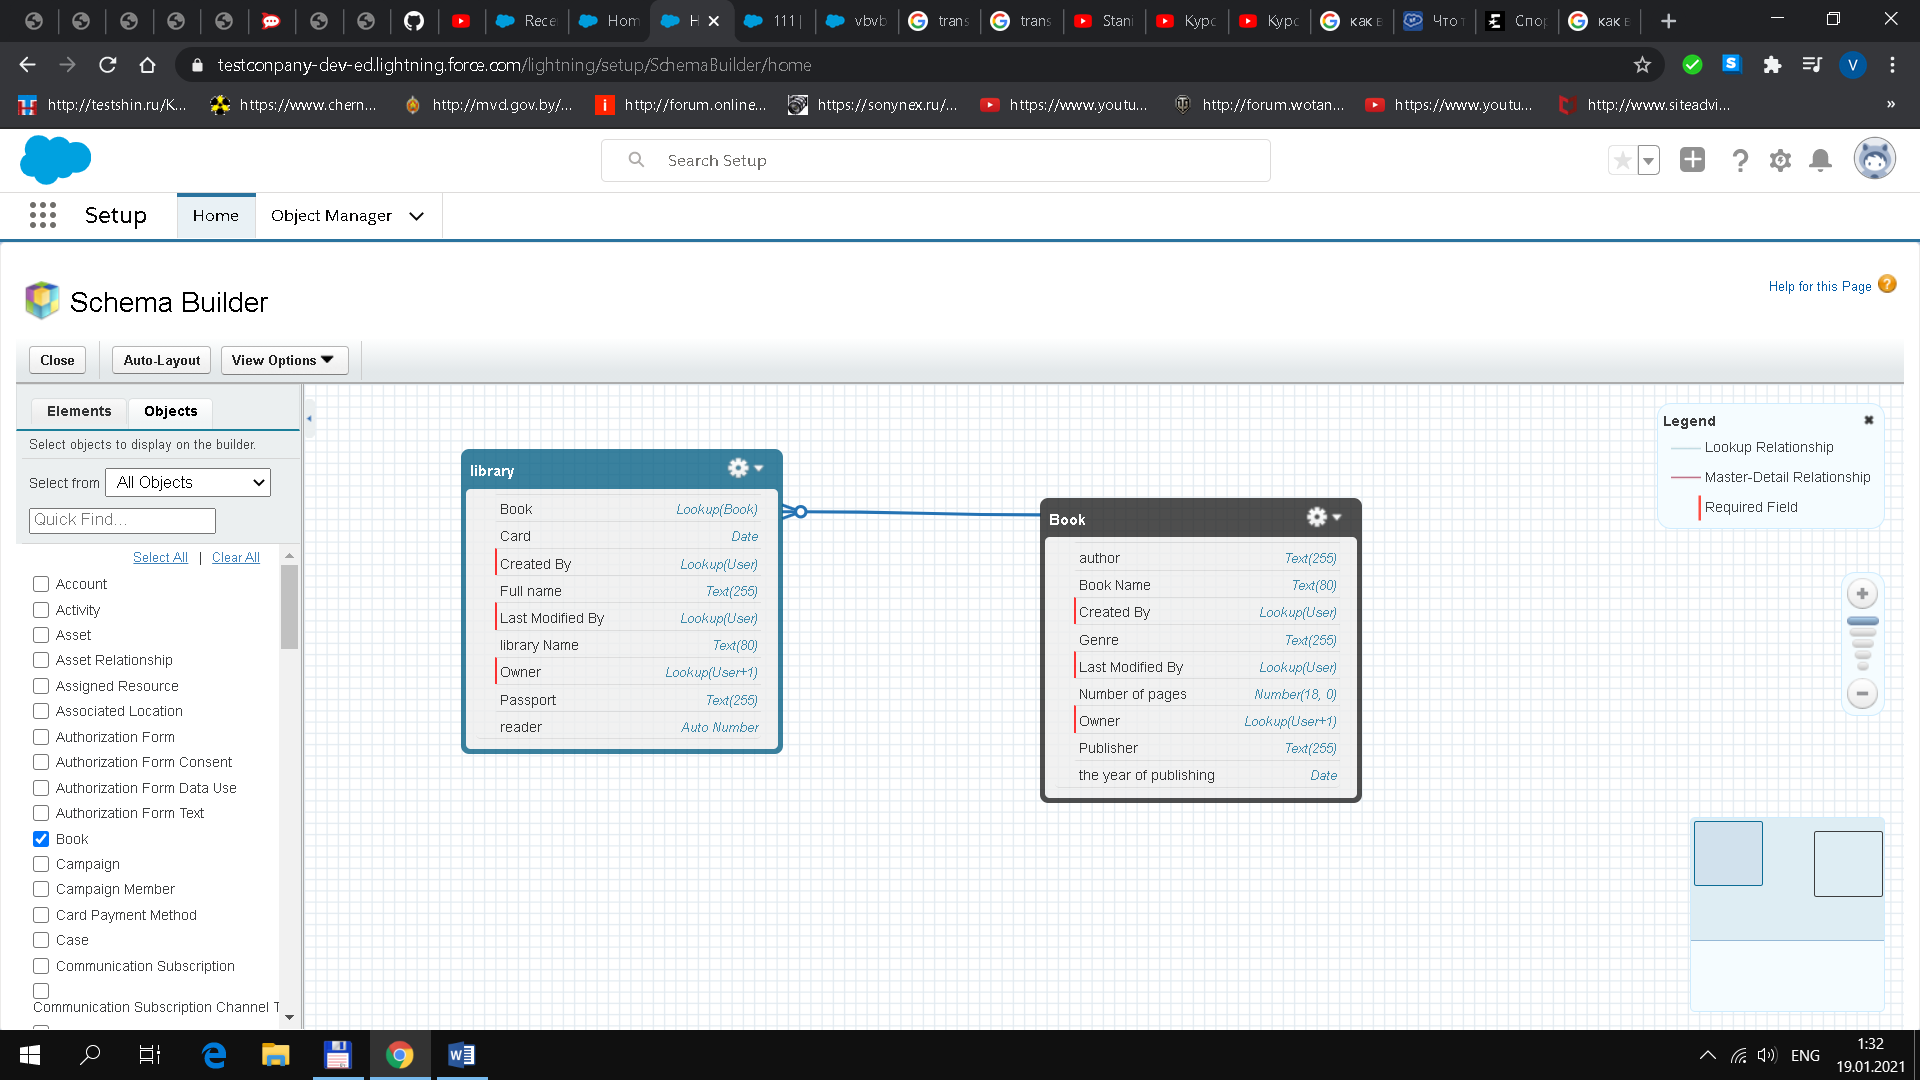 Rece
Hom
H
111 |
vbvb
trans
trans
Stani
Курс
Курс
как в
Что т
Спор
как в
testconpany-dev-ed.lightning.force.com/lightning/setup/SchemaBuilder/home
V
http://testshin.ru/K...
https://www.chern...
http://mvd.gov.by/...
http://forum.online...
https://sonynex.ru/...
https://www.youtu...
http://forum.wotan...
https://www.youtu...
http://www.siteadvi...
»
Search Setup
Setup
Home
Object Manager
Schema Builder
Help for this Page
Close
Auto-Layout
View Options
Elements
Objects
Select objects to display on the builder.
Select from
All Objects
Quick Find...
Select All | Clear All
Account
Activity
Asset
Asset Relationship
Assigned Resource
Associated Location
Authorization Form
Authorization Form Consent
Authorization Form Data Use
Authorization Form Text
Book
Campaign
Campaign Member
Card Payment Method
Case
Communication Subscription
Communication Subscription Channel T
library
Book Lookup(Book)
Card Date
Created By Lookup(User)
Full name Text(255)
Last Modified By Lookup(User)
library Name Text(80)
Owner Lookup(User+1)
Passport Text(255)
reader Auto Number
Book
author Text(255)
Book Name Text(80)
Created By Lookup(User)
Genre Text(255)
Last Modified By Lookup(User)
Number of pages Number(18, 0)
Owner Lookup(User+1)
Publisher Text(255)
the year of publishing Date
Legend
Lookup Relationship
Master-Detail Relationship
Required Field
ENG
1:32
19.01.2021